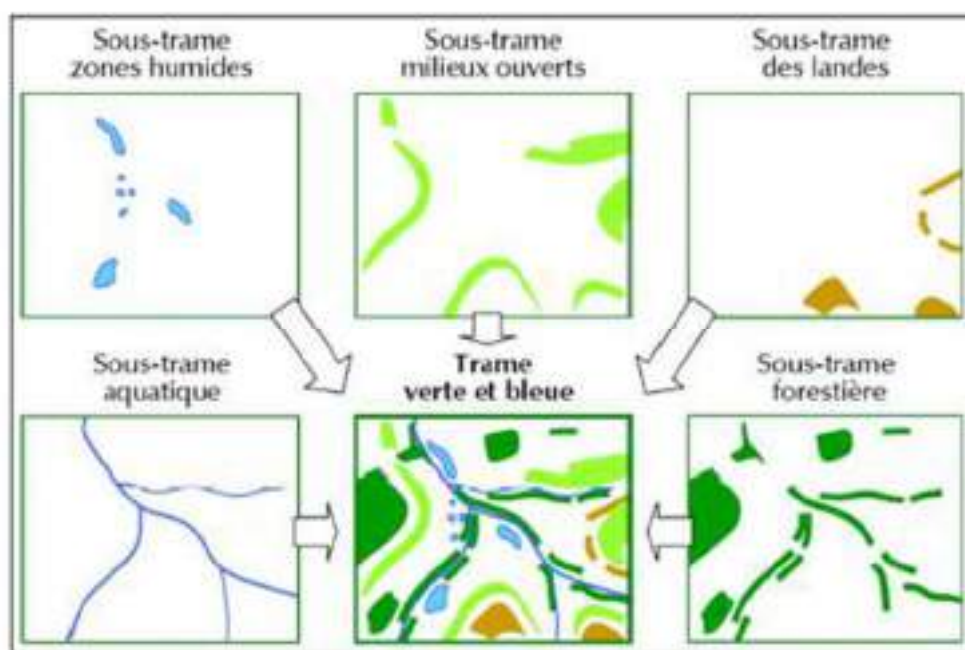 Sous-trame
zones humides
Sous-trame
milieux ouverts
Sous-trame
des landes
Sous-trame
aquatique
Trame
verte et bleue
Sous-trame
forestière